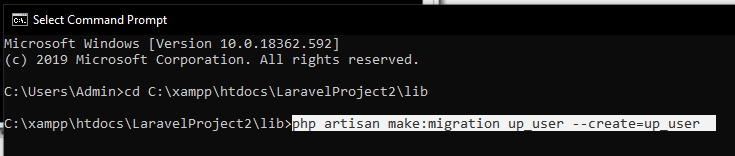 Select Command Prompt
Microsoft Windows [Version 10.0.18362.592]
(c) 2019 Microsoft Corporation. All rights reserved.
C:\Users\Admin>cd C:\xampp\htdocs\LaravelProject2\lib
C:\xampp\htdocs\LaravelProject2\lib>php artisan make:migration up_user --create=up_user